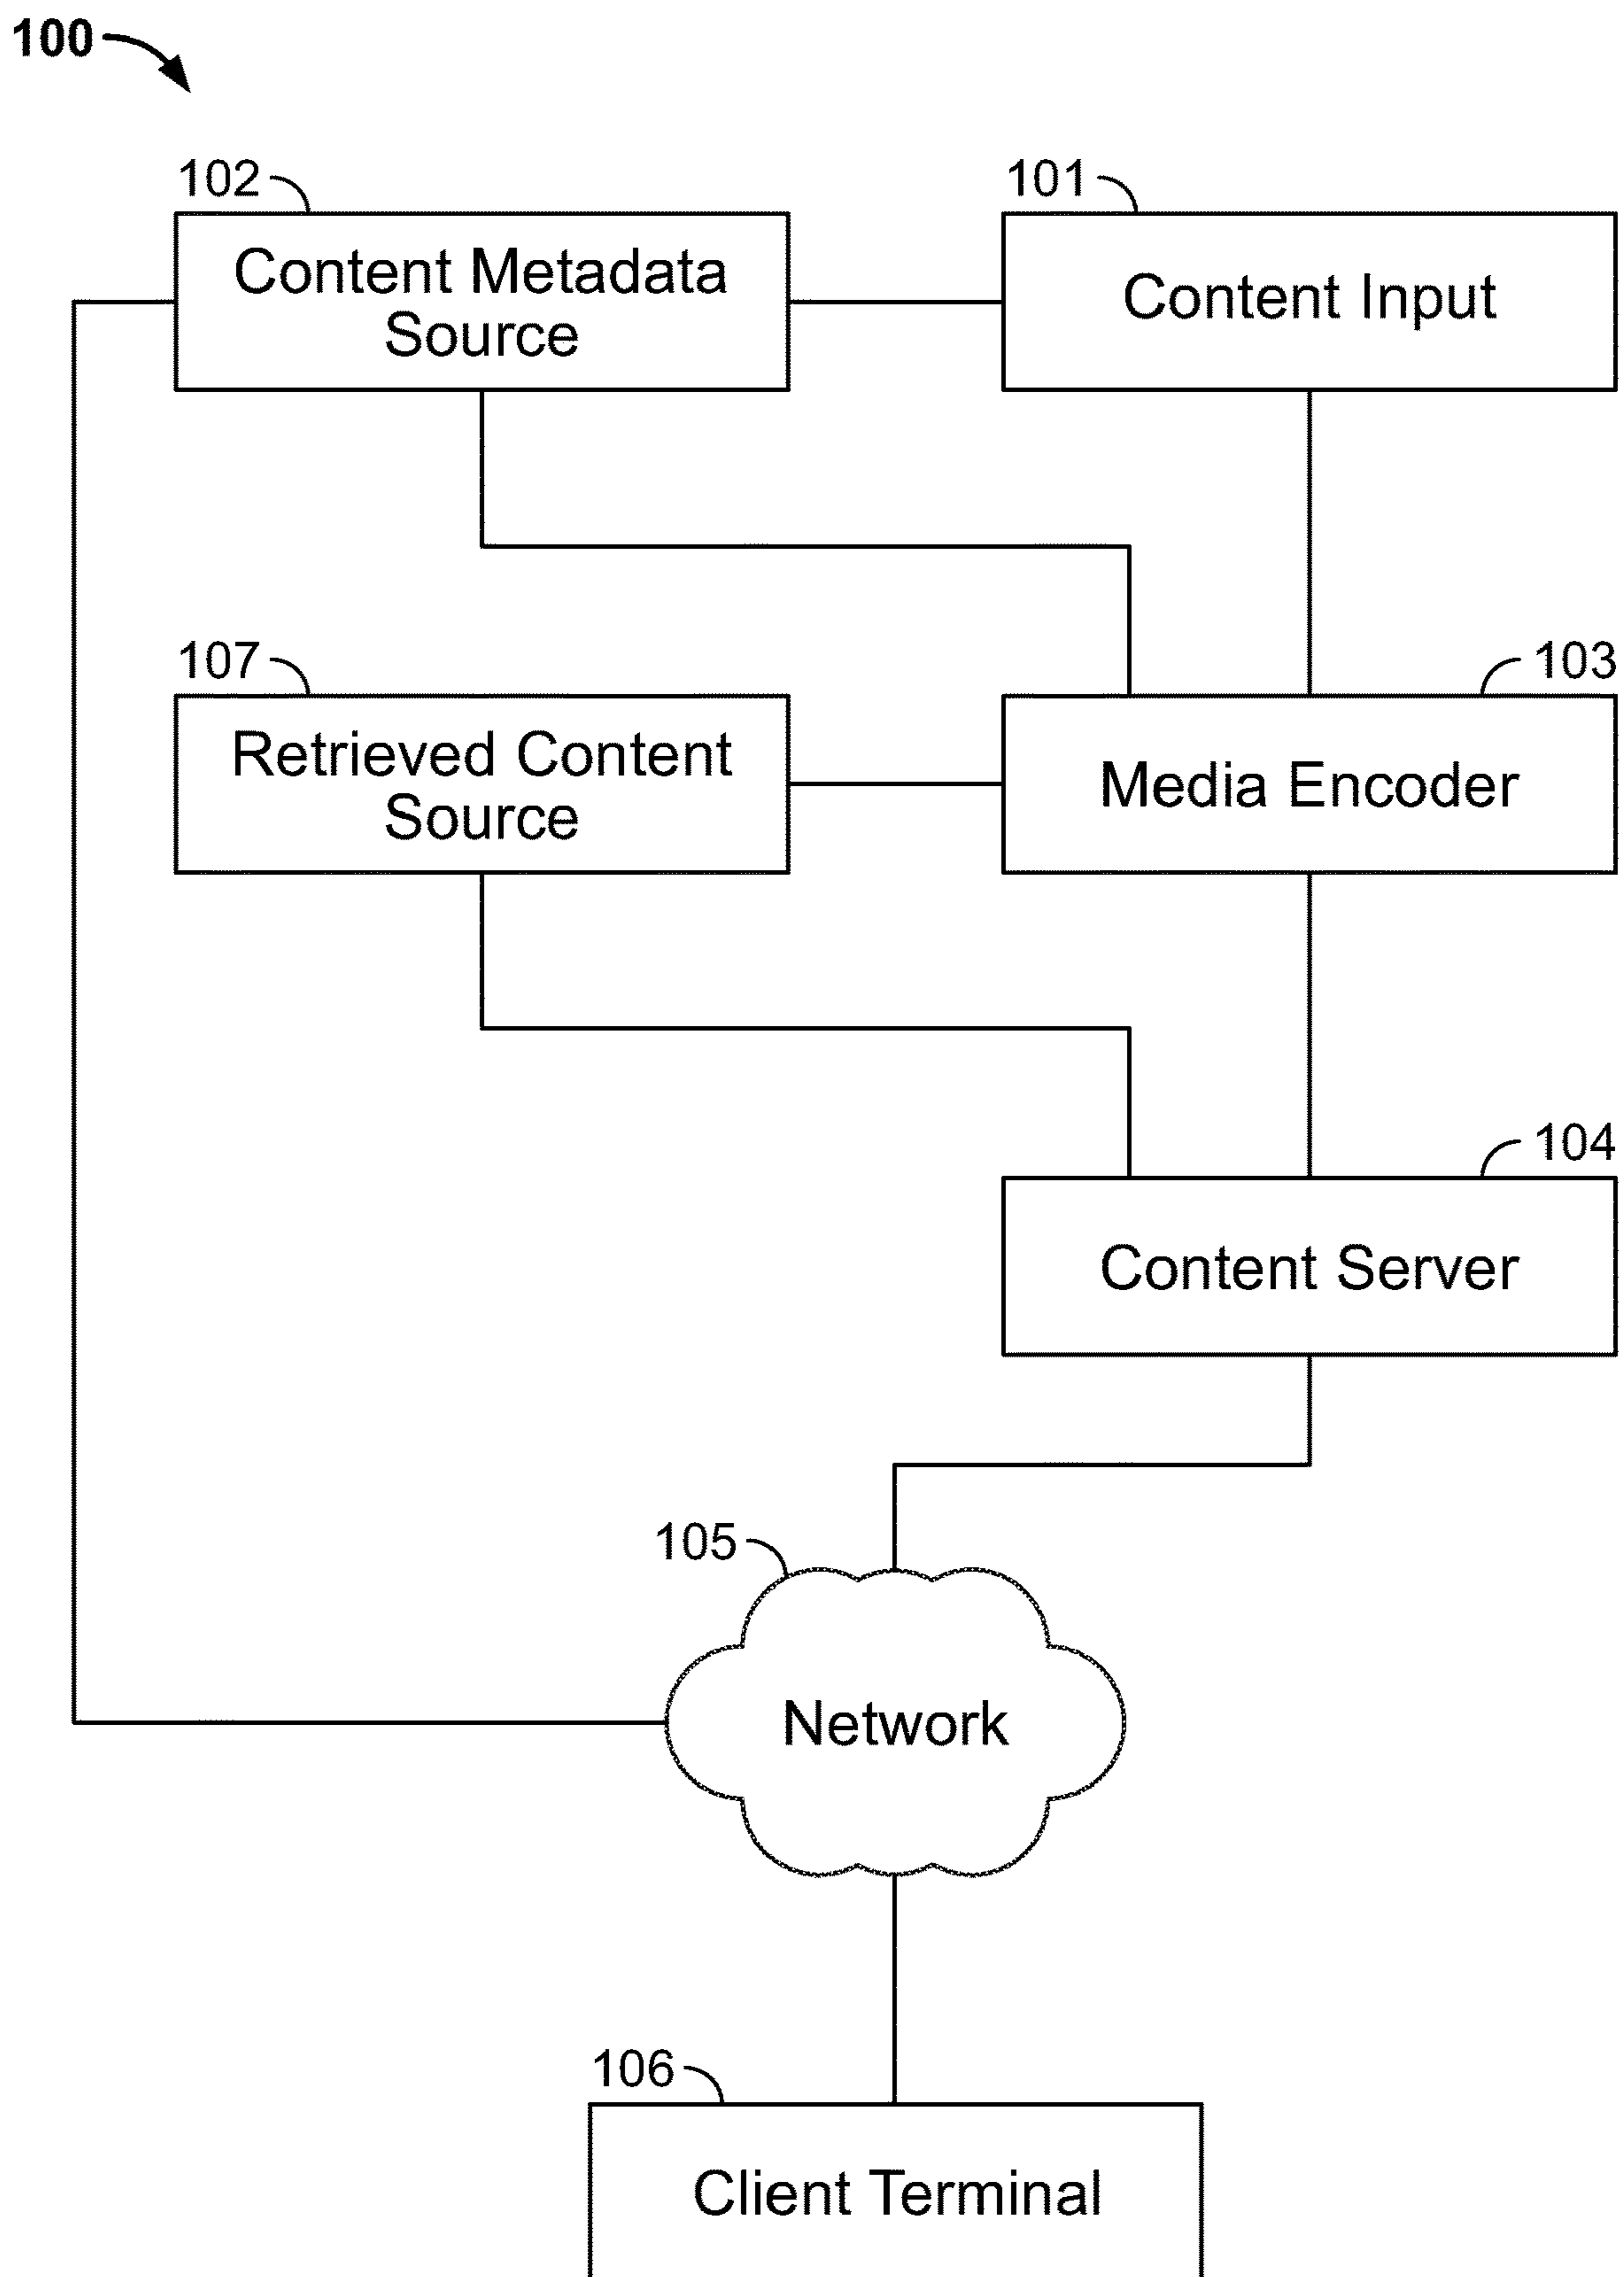 100
102
101
Content Metadata
Source
Content Input
107
103
Retrieved Content
Source
Media Encoder
104
Content Server
105
Network
106
Client Terminal